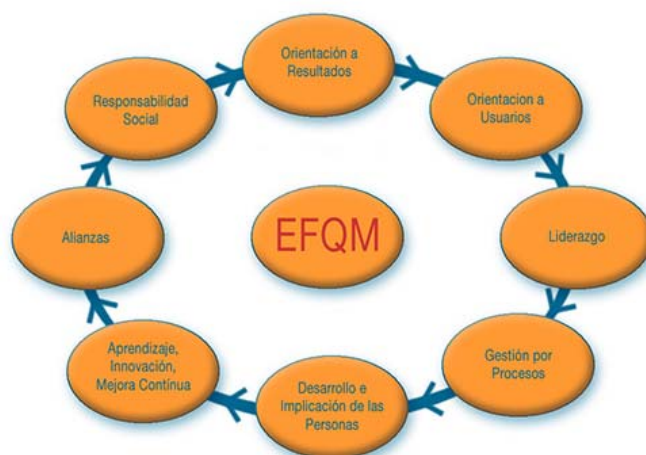 Orientación a
Resultados
Orientacion a
Usuarios
Liderazgo
Gestión por
Procesos
Desarrollo e
Implicación de las
Personas
Aprendizaje,
Innovación,
Mejora Contínua
Alianzas
Responsabilidad
Social
EFQM